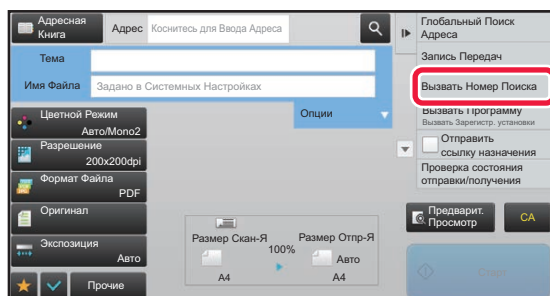 Адресная
Книга
Адрес
Коснитесь для Ввода Адреса
Тема
Имя Файла
Задано в Системных Настройках
Опции
Цветной Режим
Авто/Mono2
Разрешение
200x200dpi
Формат Файла
PDF
Оригинал
Экспозиция
Авто
Прочие
Размер Скан-Я
100%
Размер Отпр-Я
Авто
A4
A4
Глобальный Поиск
Адреса
Запись Передач
Вызвать Номер Поиска
Вызвать Программу
Вызвать Зарегистр. установки
Отправить
ссылку назначения
Проверка состояния
отправки/получения
Предварит.
Просмотр
CA
Старт